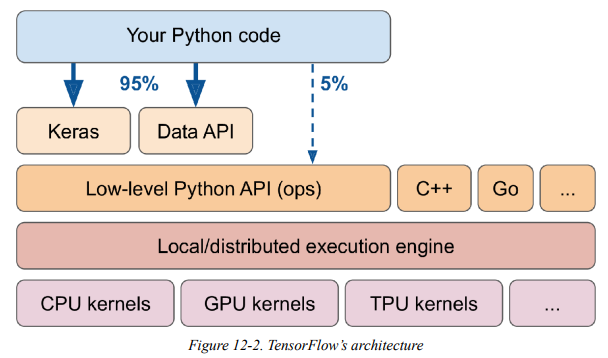 Your Python code
95%
5%
Keras
Data API
Low-level Python API (ops)
C++
Go
...
Local/distributed execution engine
CPU kernels
GPU kernels
TPU kernels
...
Figure 12-2. TensorFlow’s architecture